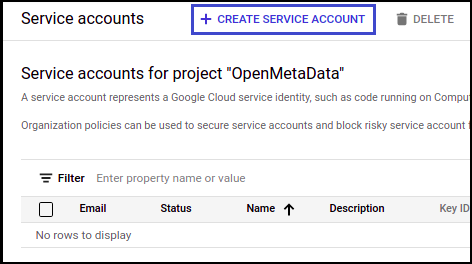 Service accounts + CREATE SERVICE ACCOUNT DELETE
Service accounts for project "OpenMetaData"
A service account represents a Google Cloud service identity, such as code running on Compu
Organization policies can be used to secure service accounts and block risky service account f
Filter Enter property name or value
Email Status Name ↑ Description Key ID
No rows to display